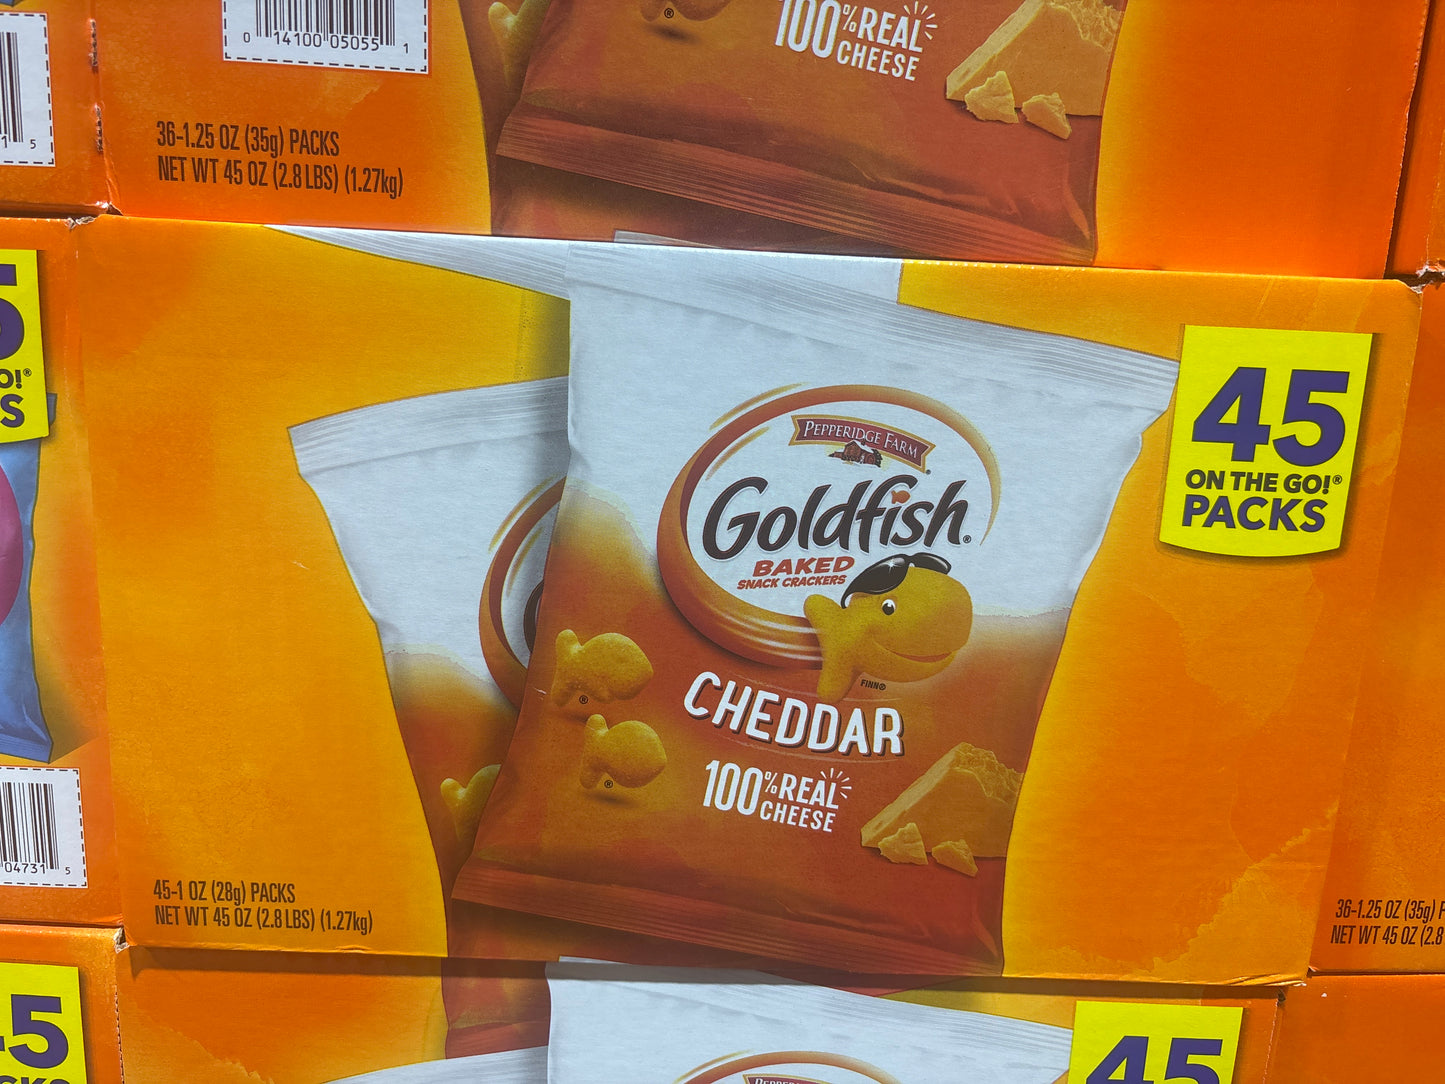 0 14100 05055 1
100% REAL
CHEESE
36-1.25 OZ (35g) PACKS
NET WT 45 OZ (2.8 LBS) (1.27kg)
PEPPERIDGE FARM
Goldfish®
BAKED
SNACK CRACKERS
FINN®
CHEDDAR
100% REAL
CHEESE
45
ON THE GO!®
PACKS
45-1 OZ (28g) PACKS
NET WT 45 OZ (2.8 LBS) (1.27kg)
04731 5
36-1.25 OZ (35g)
NET WT 45 OZ (2.8
45